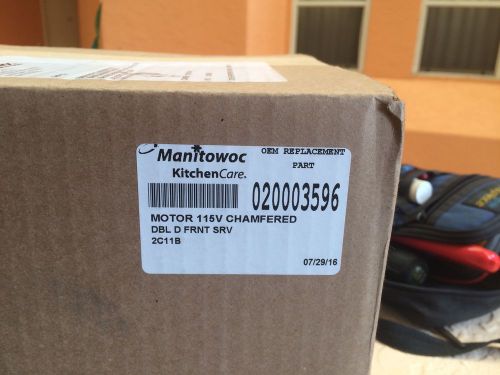 Manitowoc
KitchenCare®
OEM REPLACEMENT
PART
020003596
MOTOR 115V CHAMFERED
DBL D FRNT SRV
2C11B
07/29/16